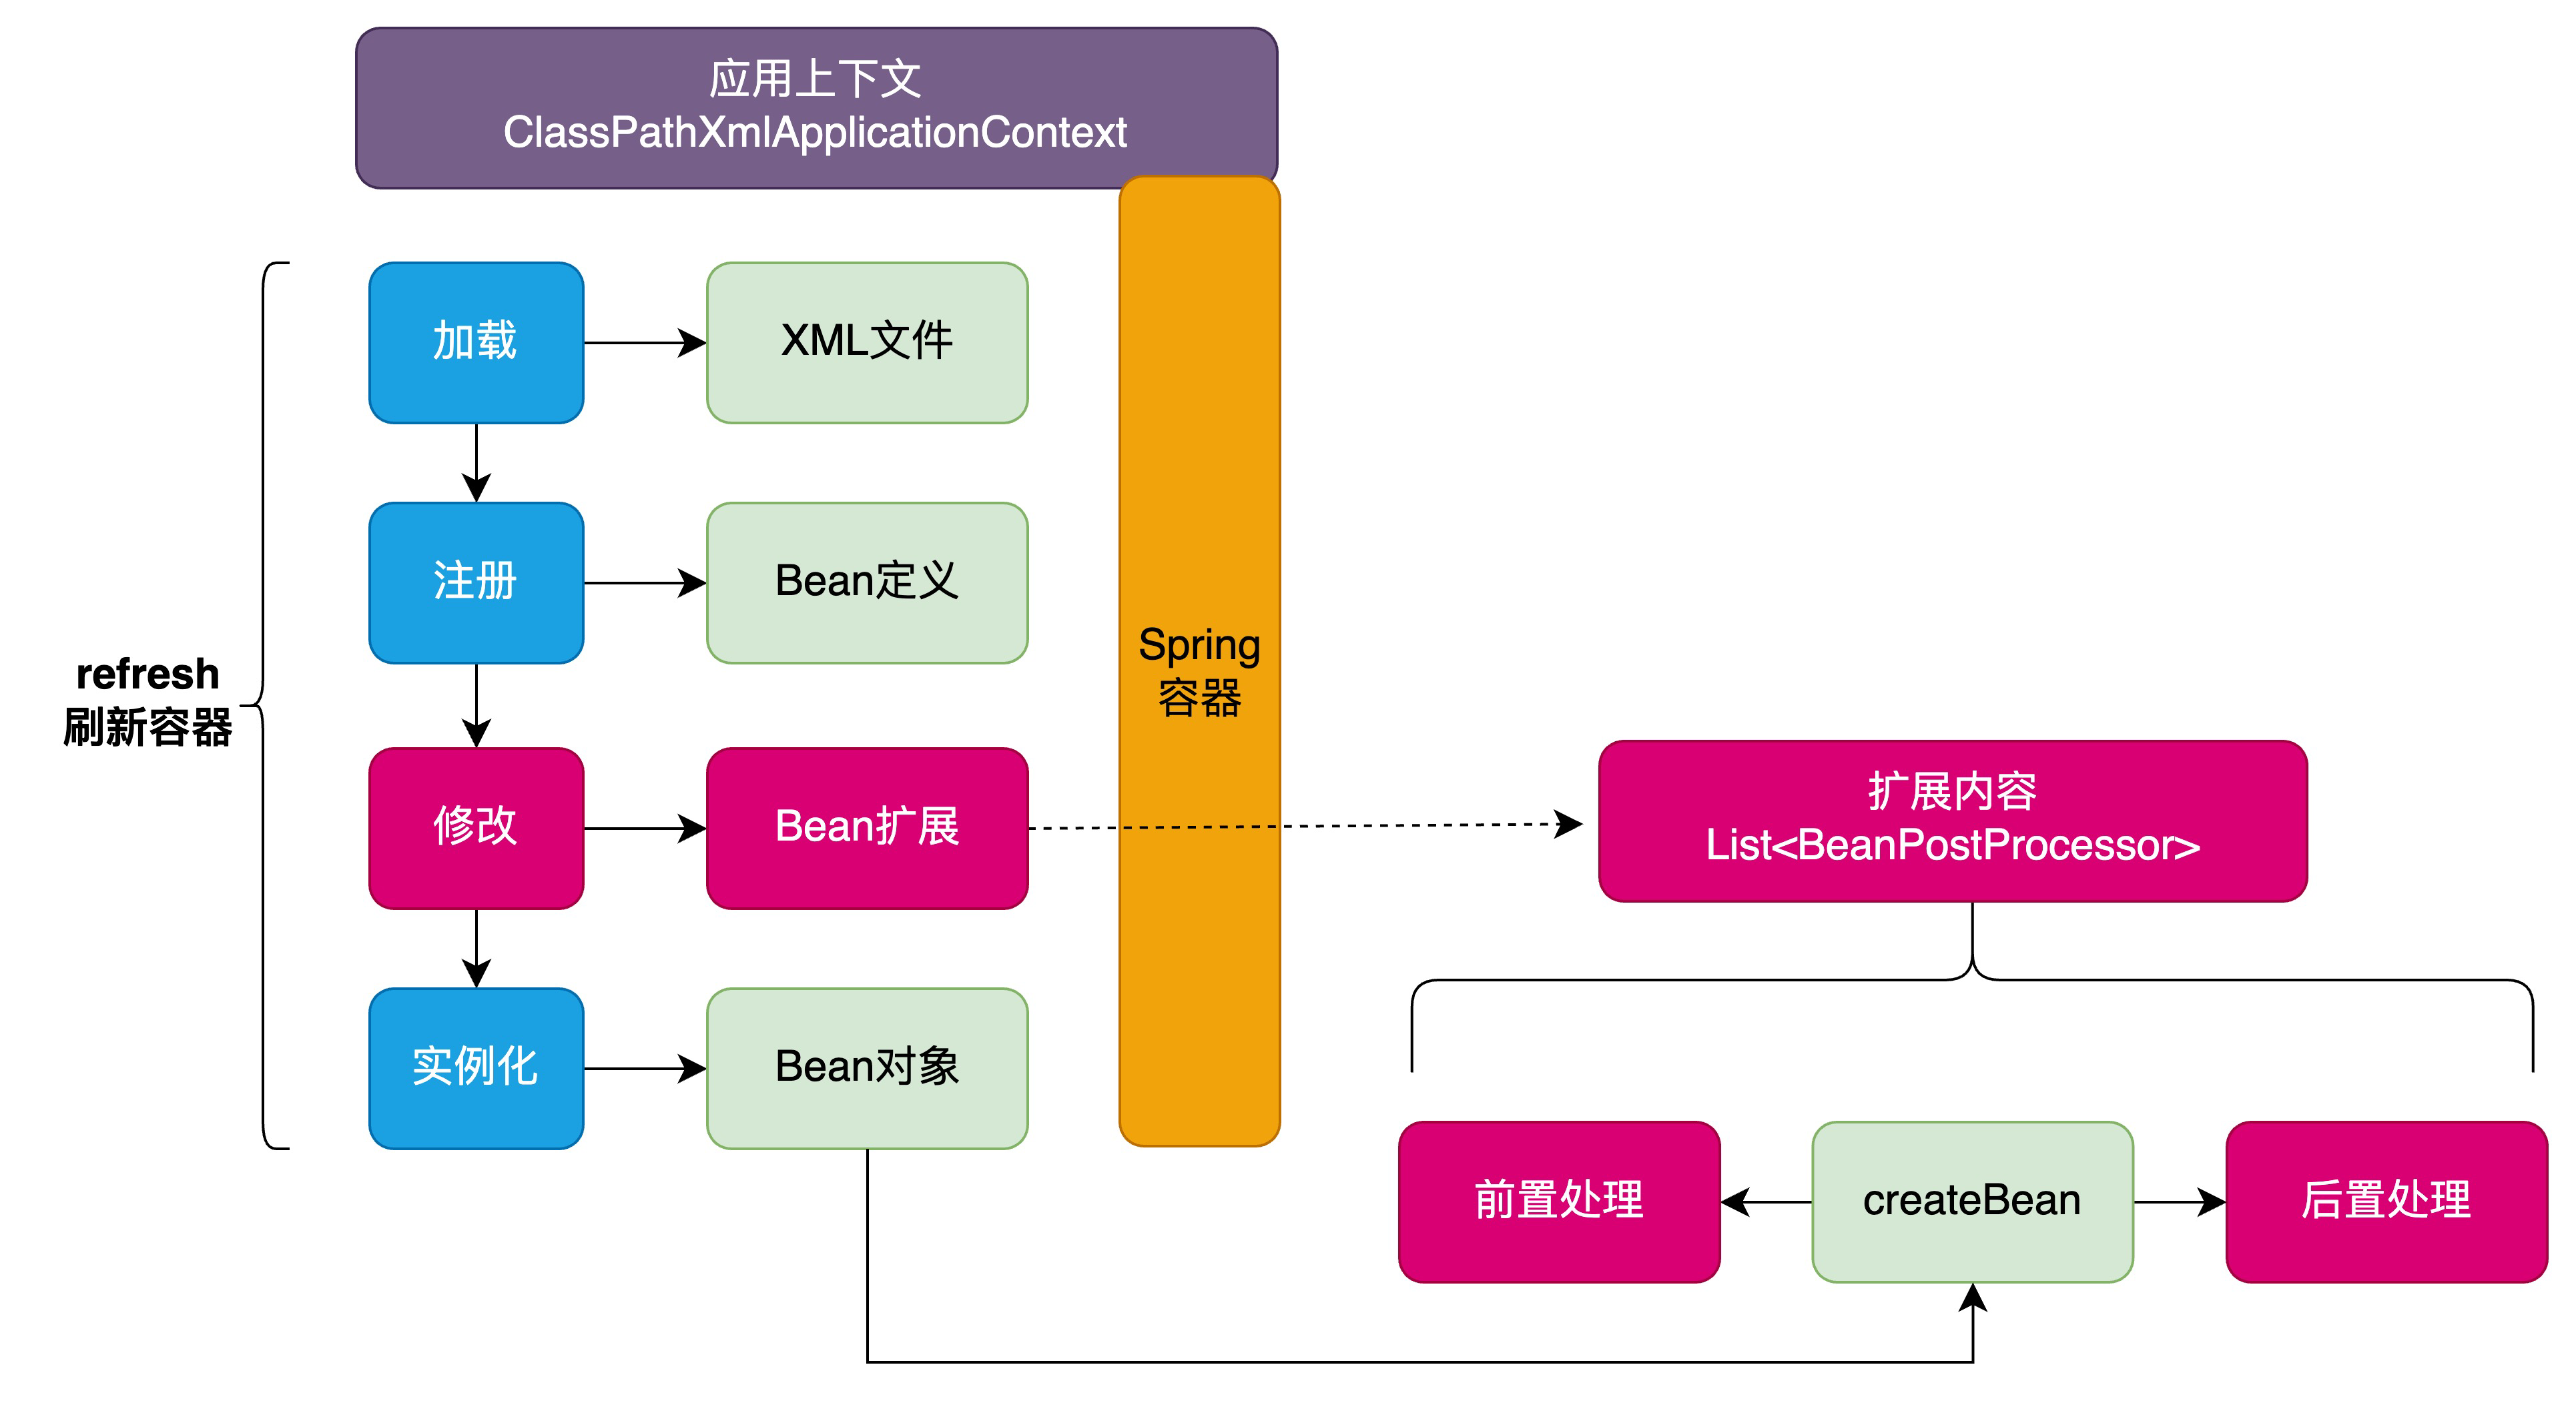 应用上下文
ClassPathXmlApplicationContext
加载
XML文件
注册
Bean定义
refresh
刷新容器
Spring
容器
修改
Bean扩展
扩展内容
List<BeanPostProcessor>
实例化
Bean对象
前置处理
createBean
后置处理